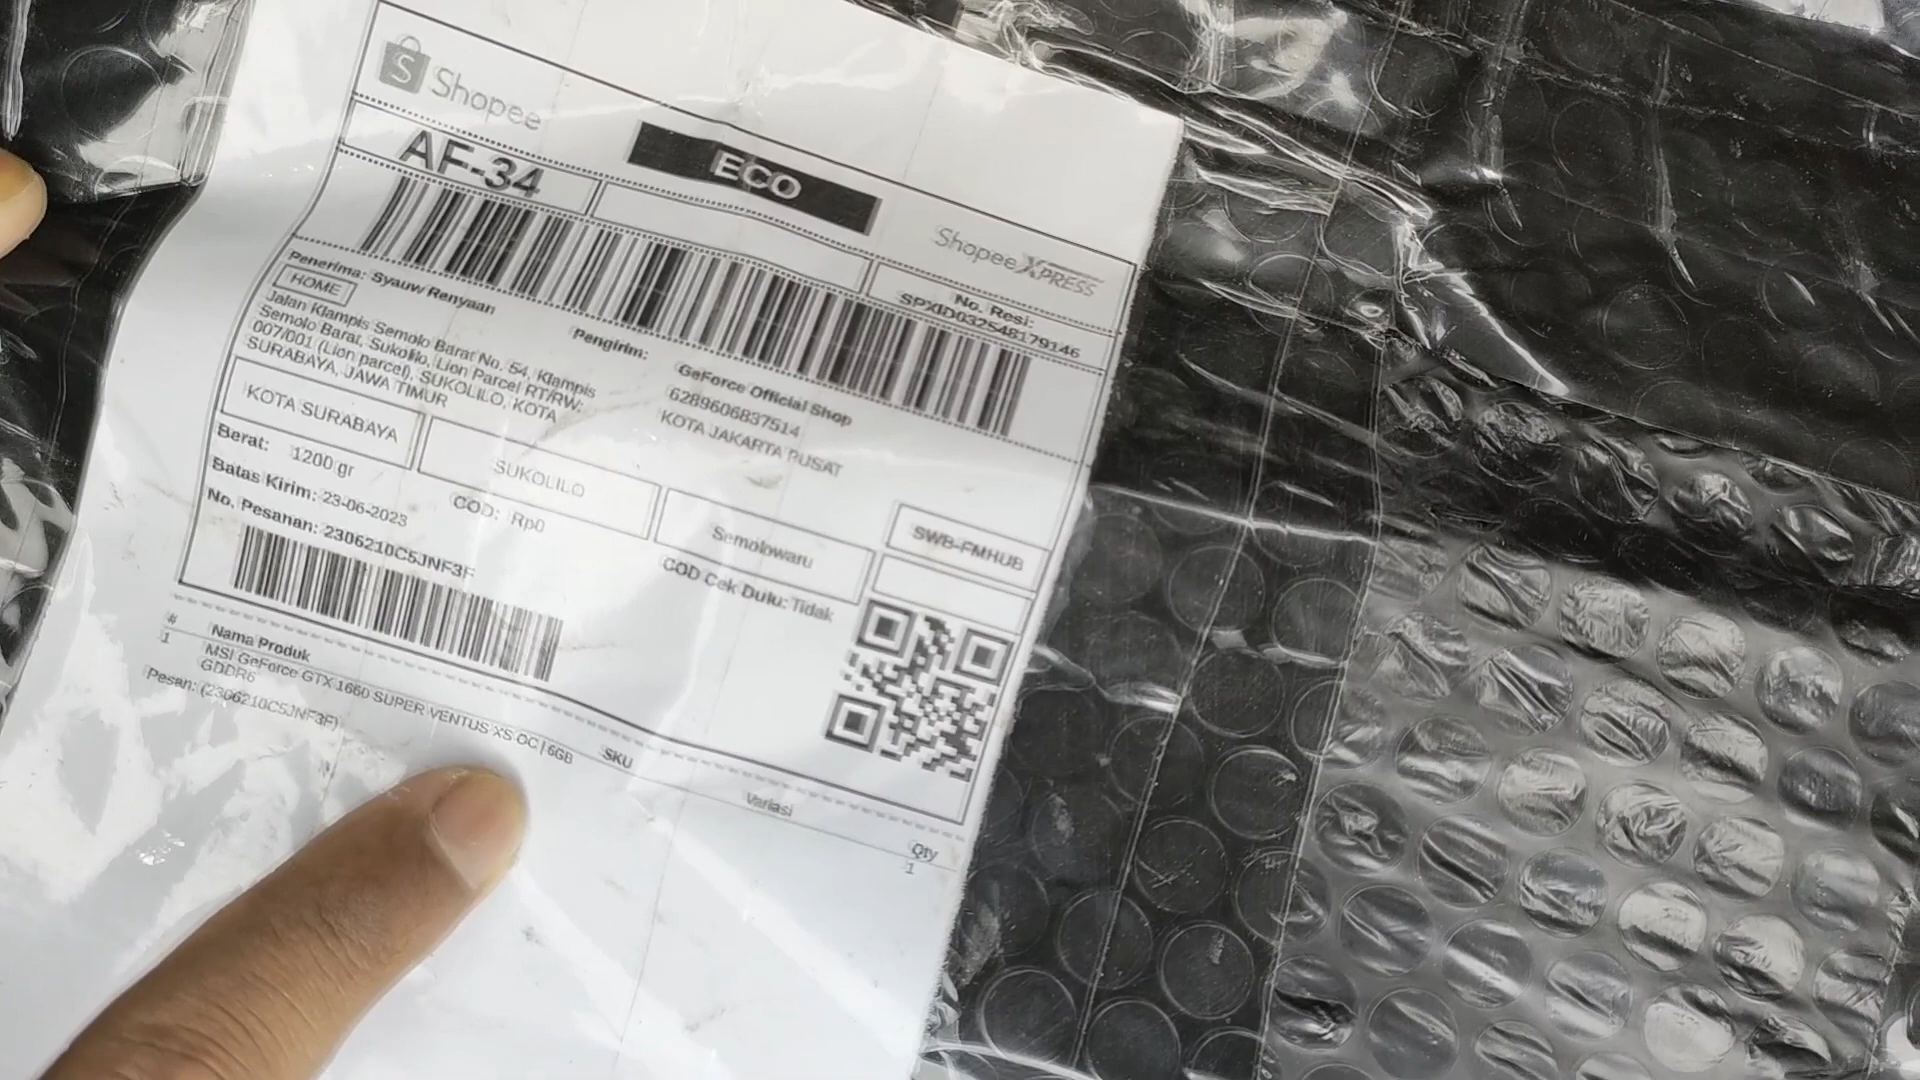 Shopee
ECO
AF-34
Shopee XPRESS
No. Resi:
SPXID032548179146
Penerima: Syauw Renyaan
HOME
Jalan Klampis Semolo Barat No. 54, Klampis
Semolo Barat, Sukolilo, Lion Parcel RT/RW:
007/001 (Lion parcel), SUKOLILO, KOTA
SURABAYA, JAWA TIMUR
Pengirim:
GeForce Official Shop
6289606837514
KOTA JAKARTA PUSAT
KOTA SURABAYA
SUKOLILO
Semolowaru
SWB-FMHUB
Berat: 1200 gr
COD: Rp0
COD Cek Dulu: Tidak
Batas Kirim: 23-06-2023
No. Pesanan: 2306210C5JNF3F
# Nama Produk SKU Variasi Qty
1 MSI GeForce GTX 1660 SUPER VENTUS XS OC | 6GB 1
GDDR6
Pesan: (2306210C5JNF3F)